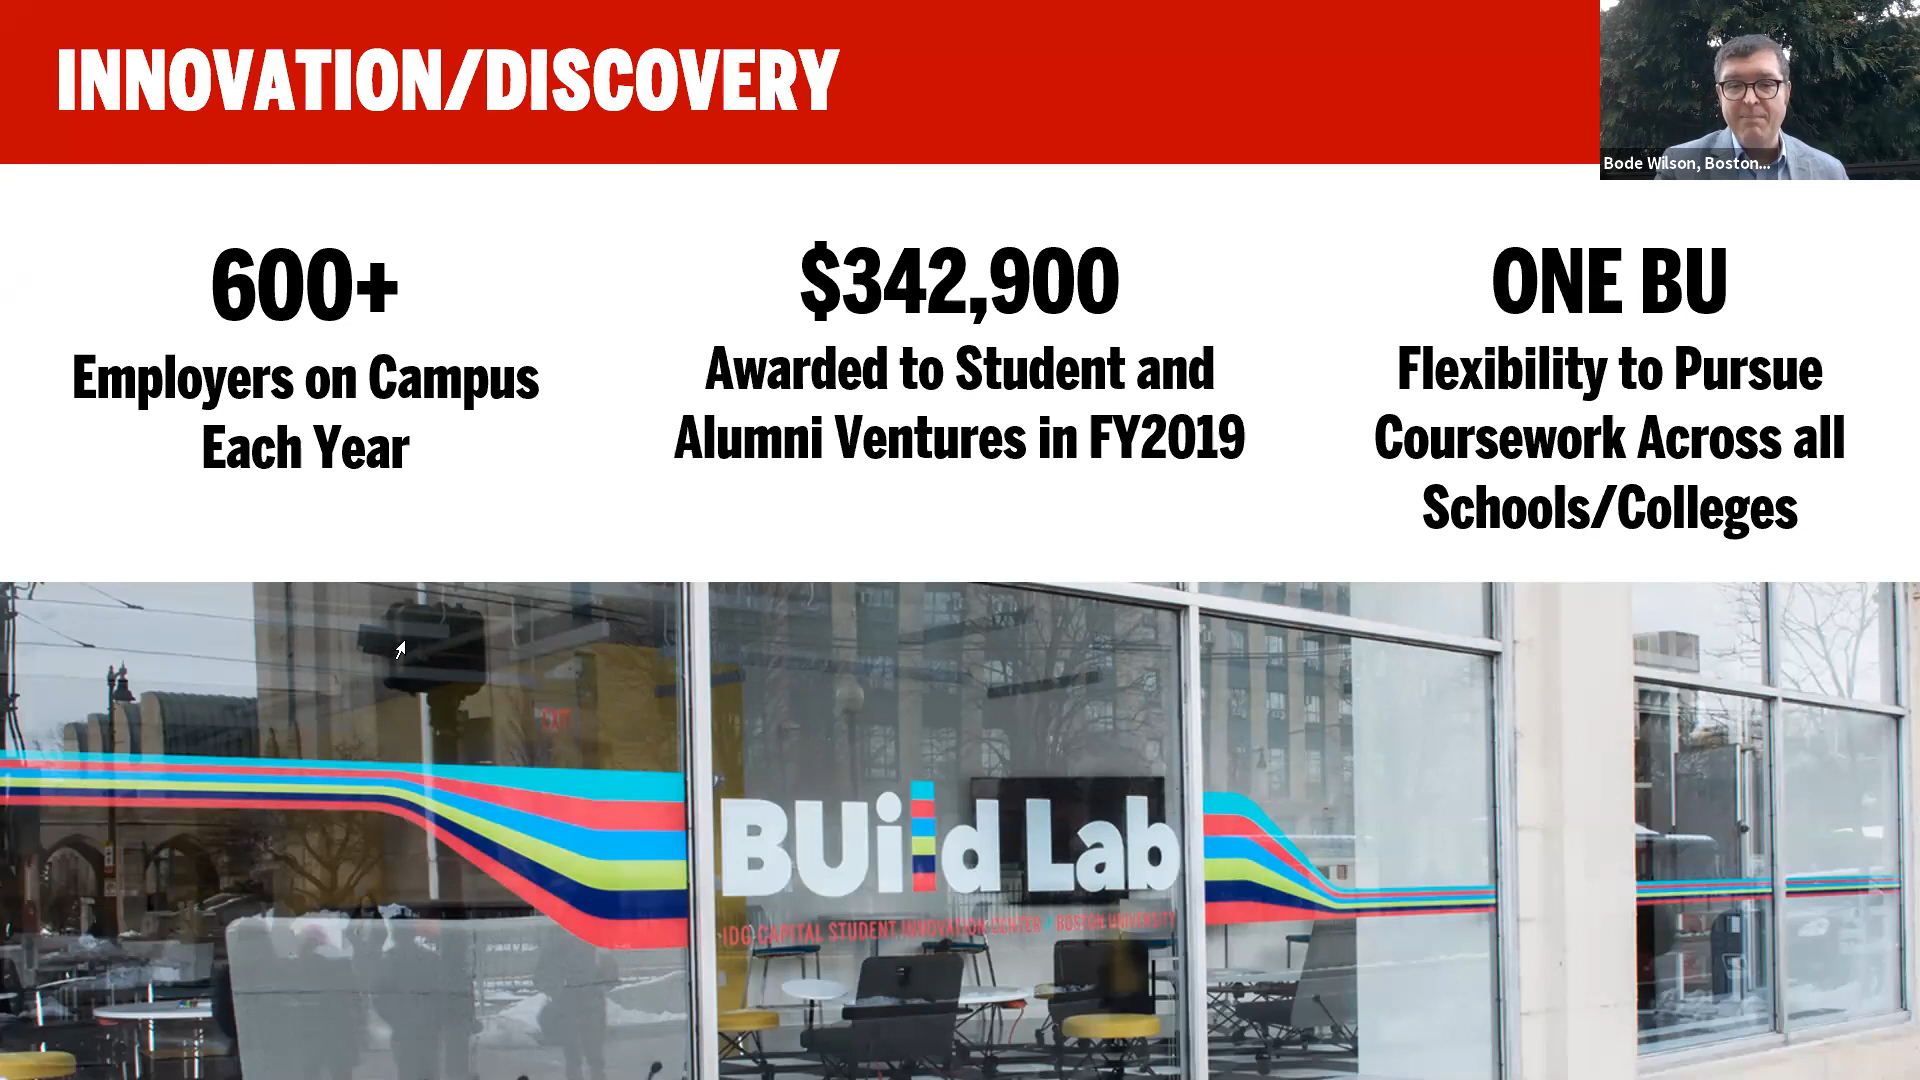 INNOVATION/DISCOVERY
Bode Wilson, Boston...
600+
Employers on Campus
Each Year
$342,900
Awarded to Student and
Alumni Ventures in FY2019
ONE BU
Flexibility to Pursue
Coursework Across all
Schools/Colleges
EXIT
BUild Lab
IDG CAPITAL STUDENT INNOVATION CENTER / BOSTON UNIVERSITY